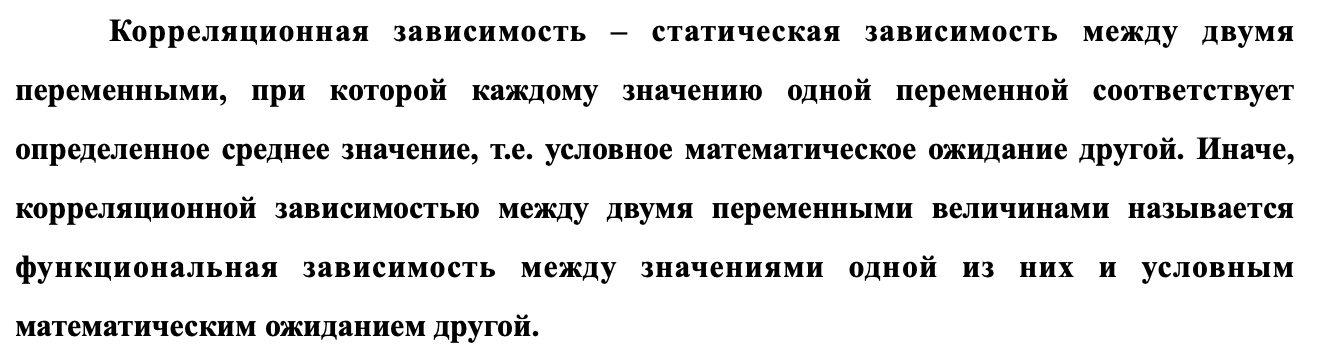 Корреляционная зависимость – статическая зависимость между двумя
переменными, при которой каждому значению одной переменной соответствует
определенное среднее значение, т.е. условное математическое ожидание другой. Иначе,
корреляционной зависимостью между двумя переменными величинами называется
функциональная зависимость между значениями одной из них и условным
математическим ожиданием другой.